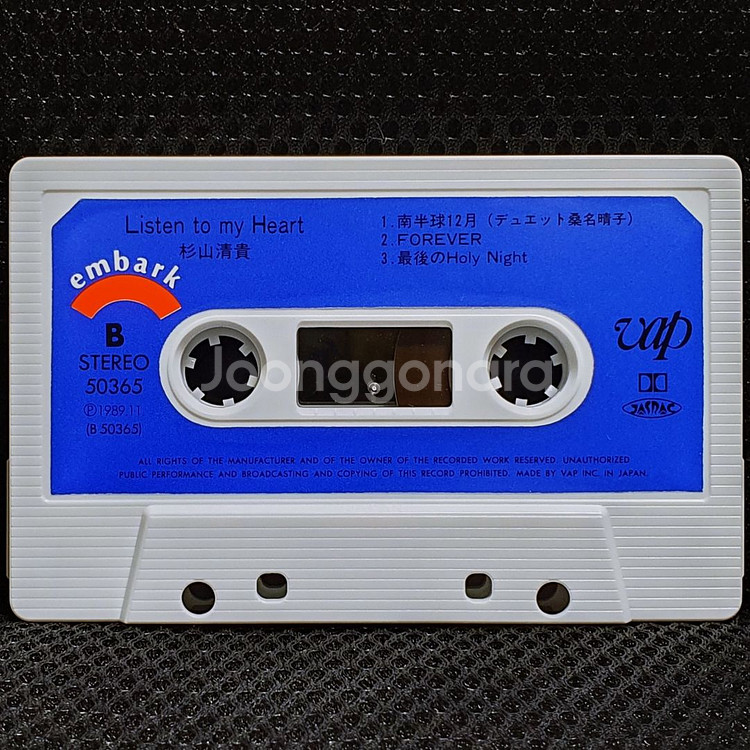 Listen to my Heart
杉山清貴
1. 南半球12月 (デュエット桑名晴子)
2. FOREVER
3. 最後のHoly Night
embark
B
STEREO
50365
Ⓟ1989.11
(B 50365)
vap
JASRAC
Joonggonara
ALL RIGHTS OF THE MANUFACTURER AND OF THE OWNER OF THE RECORDED WORK RESERVED. UNAUTHORIZED
PUBLIC PERFORMANCE AND BROADCASTING AND COPYING OF THIS RECORD PROHIBITED. MADE BY VAP INC. IN JAPAN.